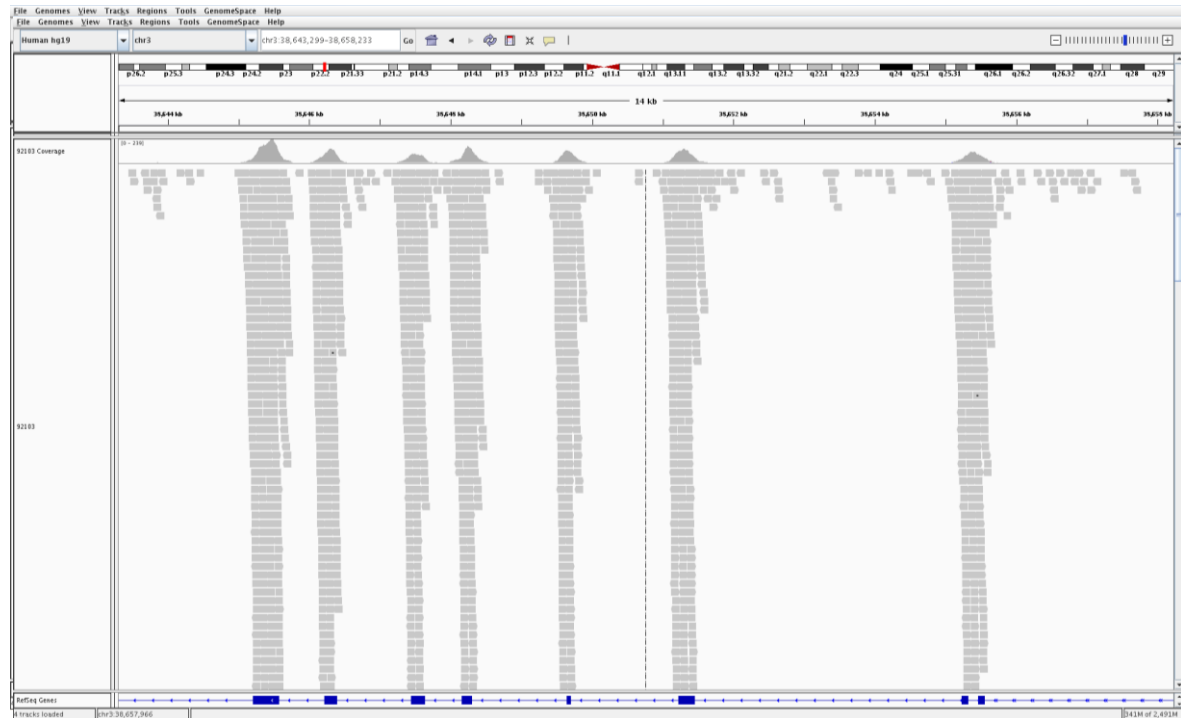 File Genomes View Tracks Regions Tools GenomeSpace Help
File Genomes View Tracks Regions Tools GenomeSpace Help
Human hg19 chr3 chr3:38,643,299-38,658,233 Go
p26.2 p25.3 p24.3 p24.2 p23 p22.2 p21.33 p21.2 p14.3 p14.1 p13 p12.3 p12.2 p11.2 q11.1 q12.1 q13.11 q13.2 q13.32 q21.2 q22.1 q22.3 q24 q25.1 q25.31 q26.1 q26.2 q26.32 q27.1 q28 q29
14 kb
38,644 kb 38,646 kb 38,648 kb 38,650 kb 38,652 kb 38,654 kb 38,656 kb 38,658 kb
92103 Coverage
[0 - 239]
92103
RefSeq Genes
4 tracks loaded chr3:38,657,966 341M of 2,491M